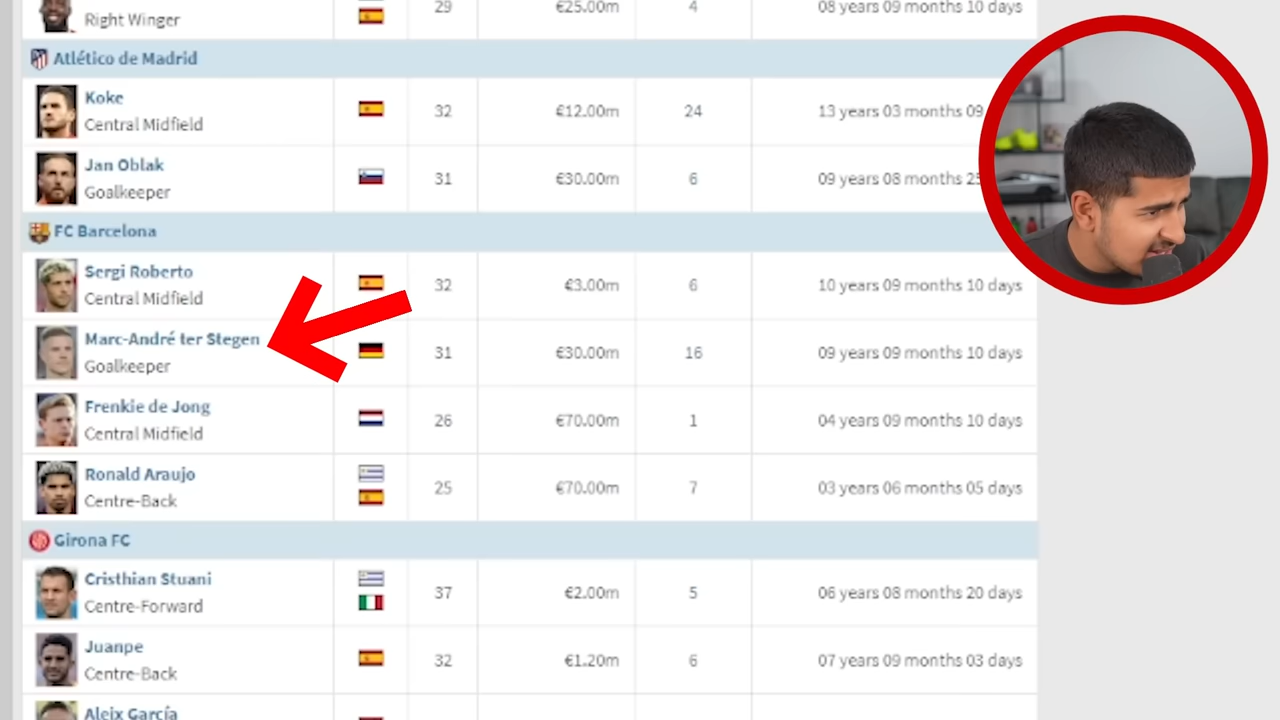 Right Winger 29 €25.00m 4 08 years 09 months 10 days
Atlético de Madrid
Koke
Central Midfield 32 €12.00m 24 13 years 03 months 09
Jan Oblak
Goalkeeper 31 €30.00m 6 09 years 08 months 25
FC Barcelona
Sergi Roberto
Central Midfield 32 €3.00m 6 10 years 09 months 10 days
Marc-André ter Stegen
Goalkeeper 31 €30.00m 16 09 years 09 months 10 days
Frenkie de Jong
Central Midfield 26 €70.00m 1 04 years 09 months 10 days
Ronald Araujo
Centre-Back 25 €70.00m 7 03 years 06 months 05 days
Girona FC
Cristhian Stuani
Centre-Forward 37 €2.00m 5 06 years 08 months 20 days
Juanpe
Centre-Back 32 €1.20m 6 07 years 09 months 03 days
Aleix García